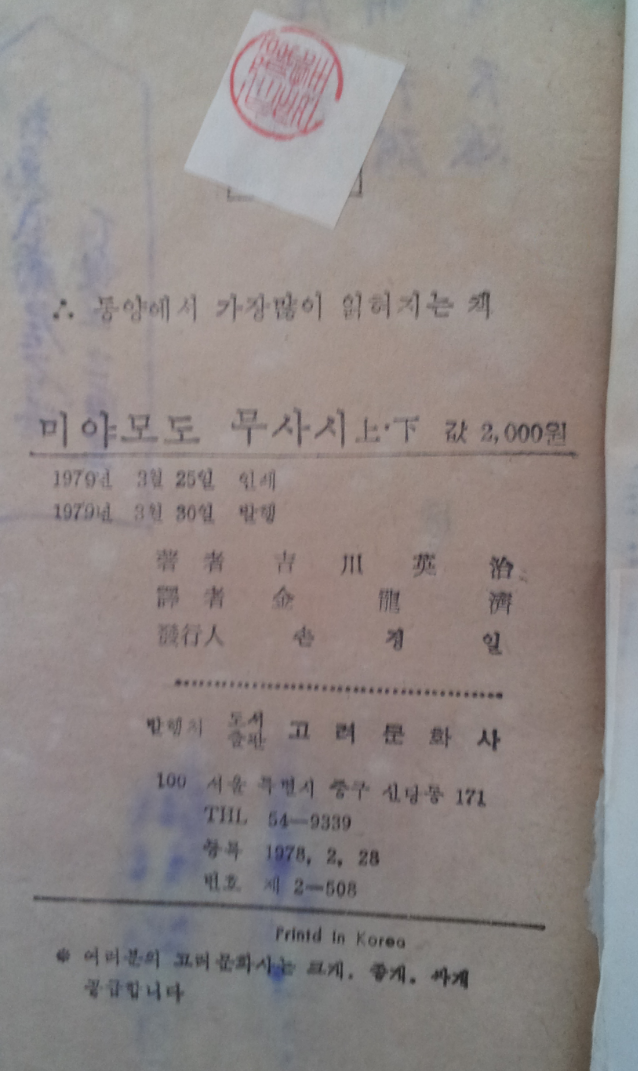 ∴ 동양에서 가장많이 읽혀지는 책
미야모도 무사시上·下 값 2,000원
1979년 3월 25일 인쇄
1979년 3월 30일 발행
著者 吉川英治
譯者 金龍濟
發行人 손정일
발행처 도서출판 고려문화사
100 서울 특별시 중구 신당동 171
THL 54—9339
등록 1978, 2, 28
번호 제 2—508
Printd in Korea
※ 여러분의 고려문화사는 크게. 좋게. 싸게
공급합니다